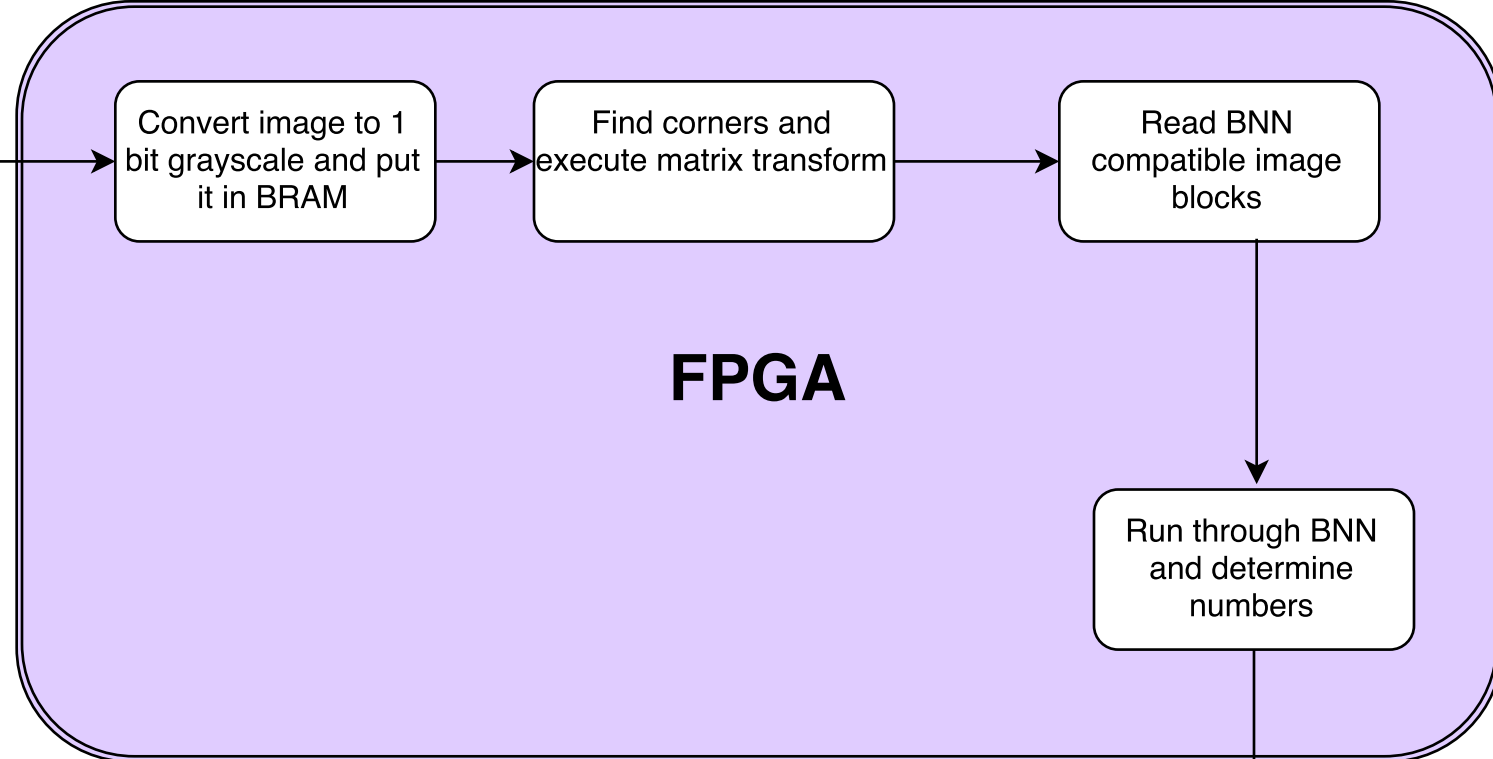 Convert image to 1
bit grayscale and put
it in BRAM
Find corners and
execute matrix transform
Read BNN
compatible image
blocks
FPGA
Run through BNN
and determine
numbers